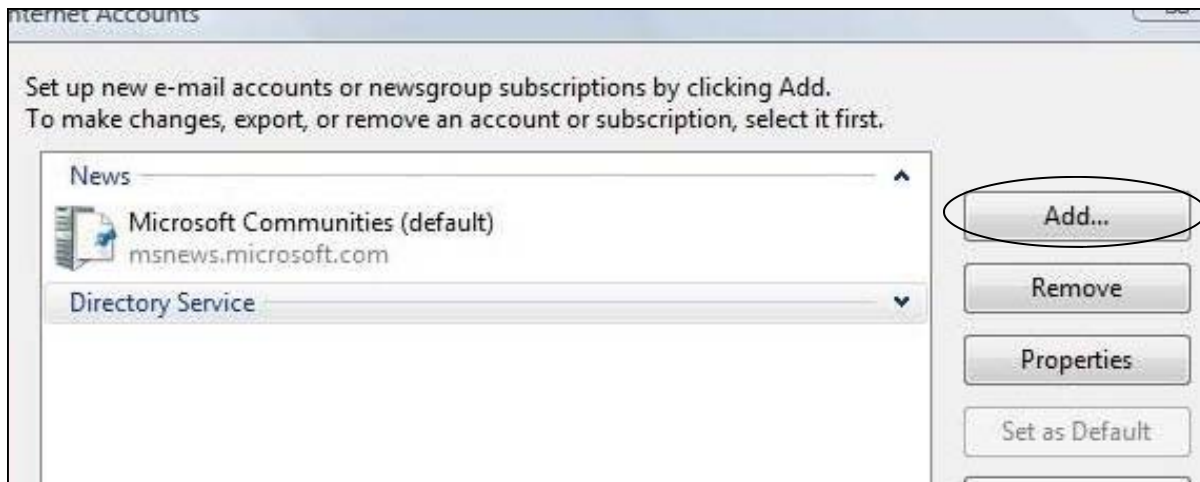 Internet Accounts
Set up new e-mail accounts or newsgroup subscriptions by clicking Add.
To make changes, export, or remove an account or subscription, select it first.
News
Microsoft Communities (default)
msnews.microsoft.com
Directory Service
Add...
Remove
Properties
Set as Default